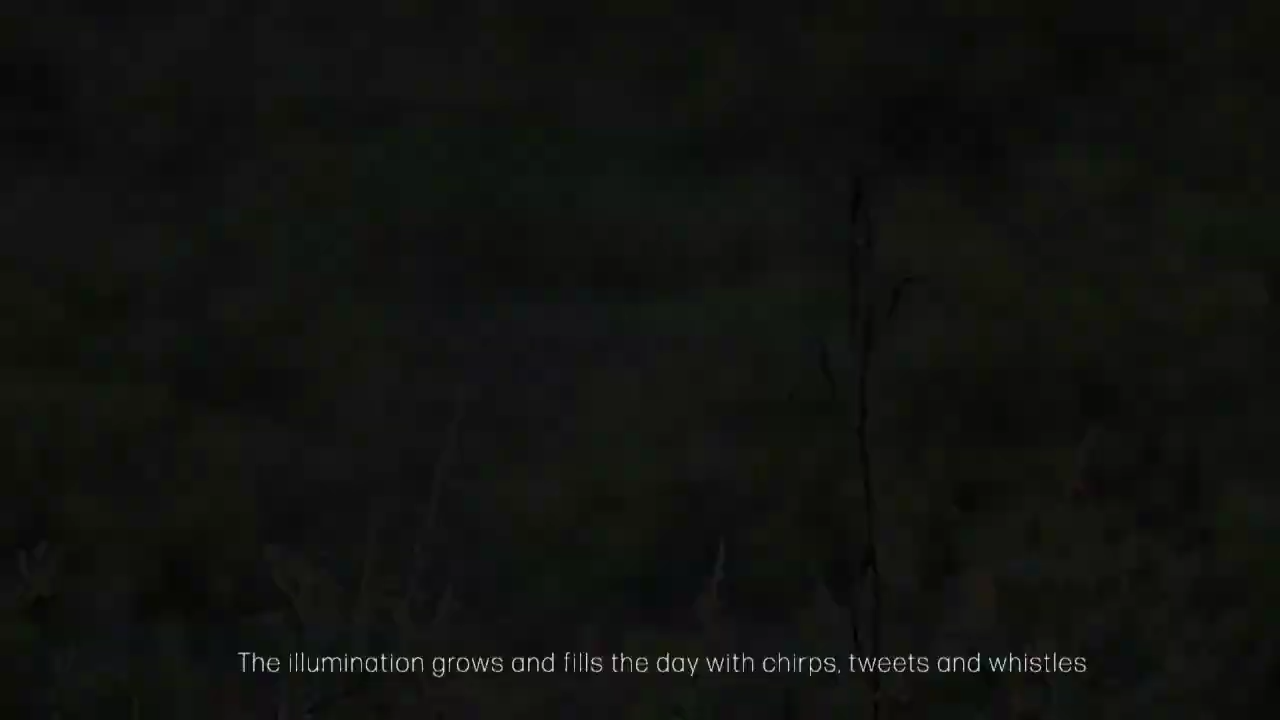 The illumination grows and fills the day with chirps, tweets and whistles